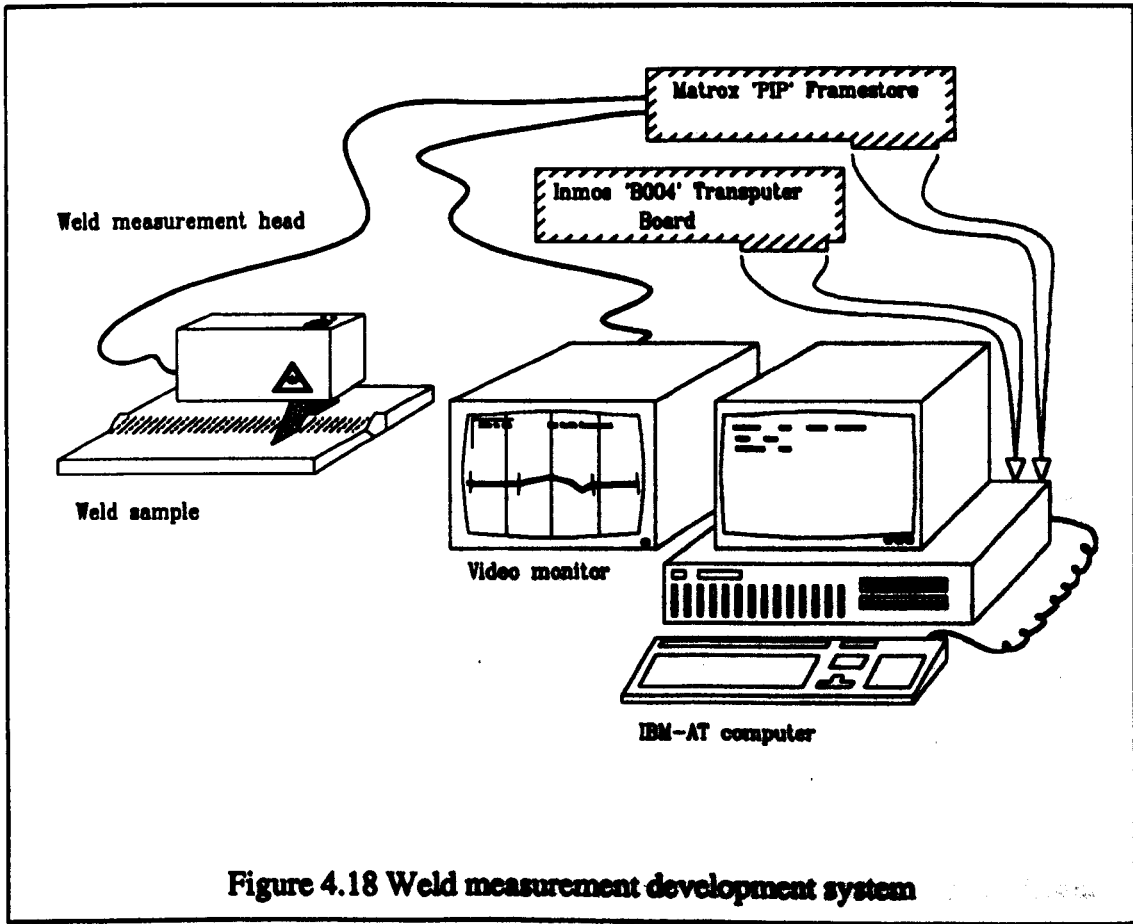 Matrox 'PIP' Framestore
Inmos 'B004' Transputer
Board
Weld measurement head
Weld sample
Video monitor
IBM-AT computer
Figure 4.18 Weld measurement development system